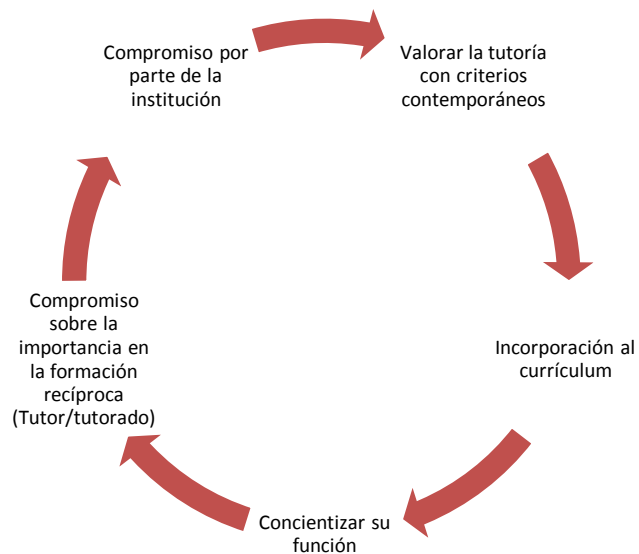 Compromiso por
parte de la
institución
Valorar la tutoría
con criterios
contemporáneos
Incorporación al
currículum
Concientizar su
función
Compromiso
sobre la
importancia en
la formación
recíproca
(Tutor/tutorado)